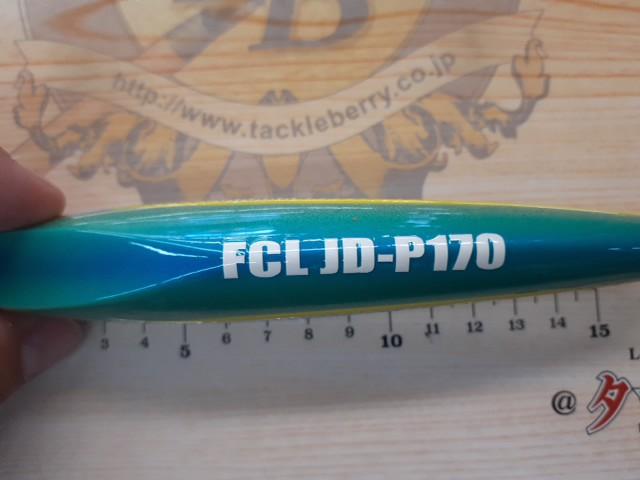 B
http://www.tackleberry.co.jp
FCL JD-P170
3 4 5 6 7 8 9 10 11 12 13 14 15
L
@タ